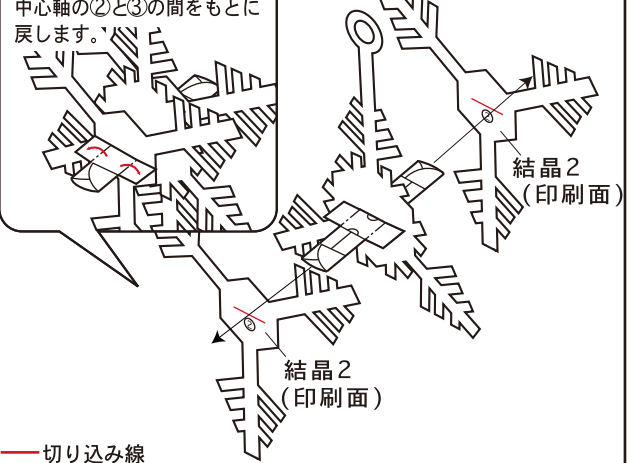 中心軸の②と③の間をもとに
戻します。
結晶2
(印刷面)
②
結晶2
(印刷面)
切り込み線